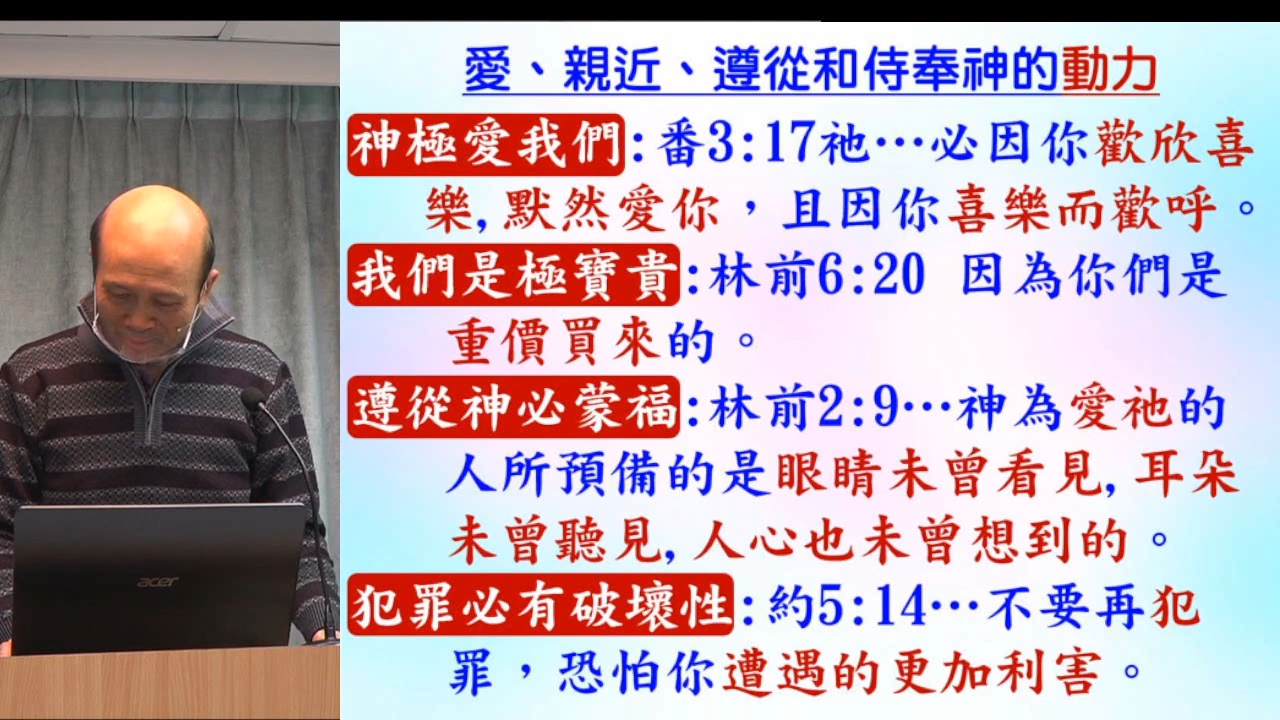 愛、親近、遵從和侍奉神的動力
神極愛我們:番3:17祂…必因你歡欣喜
樂,默然愛你，且因你喜樂而歡呼。
我們是極寶貴:林前6:20 因為你們是
重價買來的。
遵從神必蒙福:林前2:9…神為愛祂的
人所預備的是眼睛未曾看見,耳朵
未曾聽見,人心也未曾想到的。
犯罪必有破壞性:約5:14…不要再犯
罪，恐怕你遭遇的更加利害。
acer